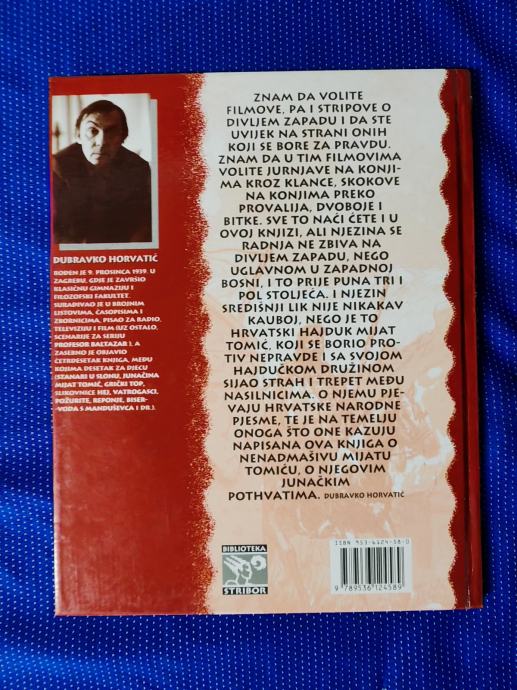 DUBRAVKO HORVATIĆ
ROĐEN JE 9. PROSINCA 1939. U
ZAGREBU, GDJE JE ZAVRŠIO
KLASIČNU GIMNAZIJU I
FILOZOFSKI FAKULTET.
SURAĐIVAO JE U BROJNIM
LISTOVIMA, ČASOPISIMA I
ZBORNICIMA, PISAO ZA RADIO,
TELEVIZIJU I FILM (UZ OSTALO,
SCENARIJE ZA SERIJU
PROFESOR BALTAZAR ), A
ZASEBNO JE OBJAVIO
ČETRDESETAK KNJIGA, MEĐU
KOJIMA DESETAK ZA DJECU
(STANARI U SLONU, JUNAČINA
MIJAT TOMIĆ, GRIČKI TOP,
SLIKOVNICE HEJ, VATROGASCI,
POŽURITE, REPONJE, BISER-
VODA S MANDUŠEVCA I DR.).
ZNAM DA VOLITE
FILMOVE, PA I STRIPOVE O
DIVLJEM ZAPADU I DA STE
UVIJEK NA STRANI ONIH
KOJI SE BORE ZA PRAVDU.
ZNAM DA U TIM FILMOVIMA
VOLITE JURNJAVE NA KONJI-
MA KROZ KLANCE, SKOKOVE
NA KONJIMA PREKO
PROVALIJA, DVOBOJE I
BITKE. SVE TO NAĆI ĆETE I U
OVOJ KNJIZI, ALI NJEZINA SE
RADNJA NE ZBIVA NA
DIVLJEM ZAPADU, NEGO
UGLAVNOM U ZAPADNOJ
BOSNI, I TO PRIJE PUNA TRI I
POL STOLJEĆA. I NJEZIN
SREDIŠNJI LIK NIJE NIKAKAV
KAUBOJ, NEGO JE TO
HRVATSKI HAJDUK MIJAT
TOMIĆ, KOJI SE BORIO PRO-
TIV NEPRAVDE I SA SVOJOM
HAJDUČKOM DRUŽINOM
SIJAO STRAH I TREPET MEĐU
NASILNICIMA. O NJEMU PJE-
VAJU HRVATSKE NARODNE
PJESME, TE JE NA TEMELJU
ONOGA ŠTO ONE KAZUJU
NAPISANA OVA KNJIGA O
NENADMAŠIVU MIJATU
TOMIĆU, O NJEGOVIM
JUNAČKIM
POTHVATIMA. DUBRAVKO HORVATIĆ
BIBLIOTEKA
STRIBOR
ISBN 953-6124-58-0
9 789536 124589